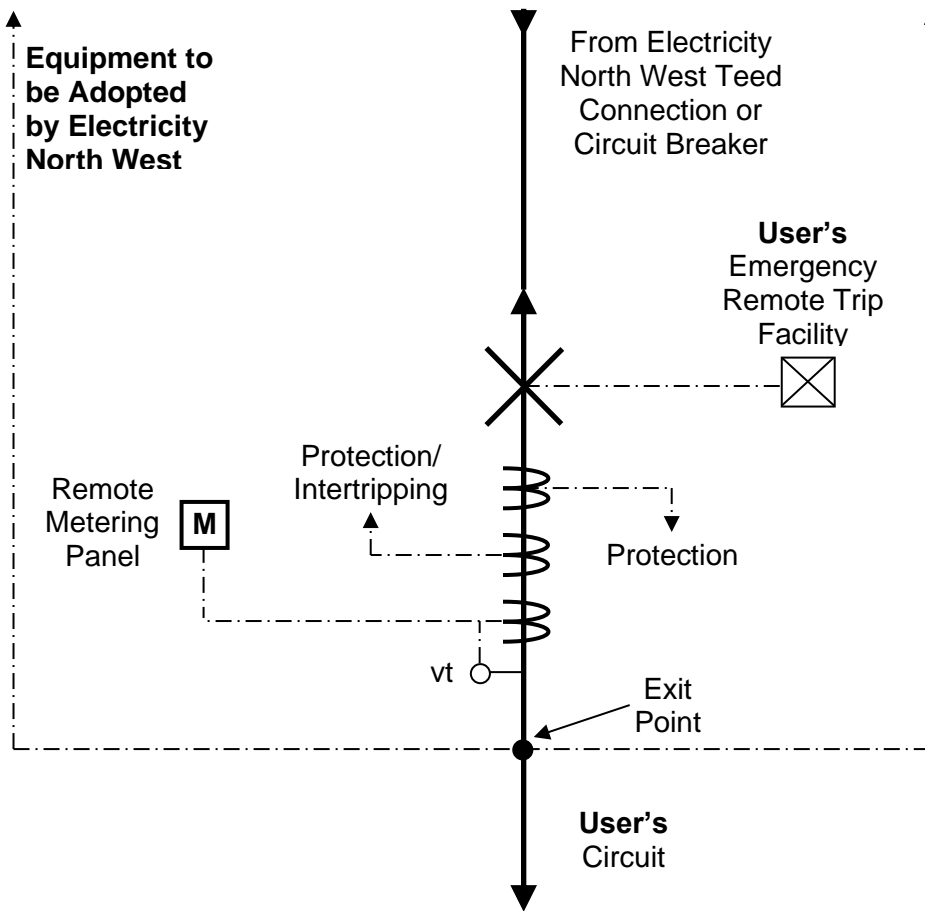 Equipment to
be Adopted
by Electricity
North West
From Electricity
North West Teed
Connection or
Circuit Breaker
User's
Emergency
Remote Trip
Facility
Protection/
Intertripping
Remote
Metering
Panel
M
Protection
vt
Exit
Point
User's
Circuit